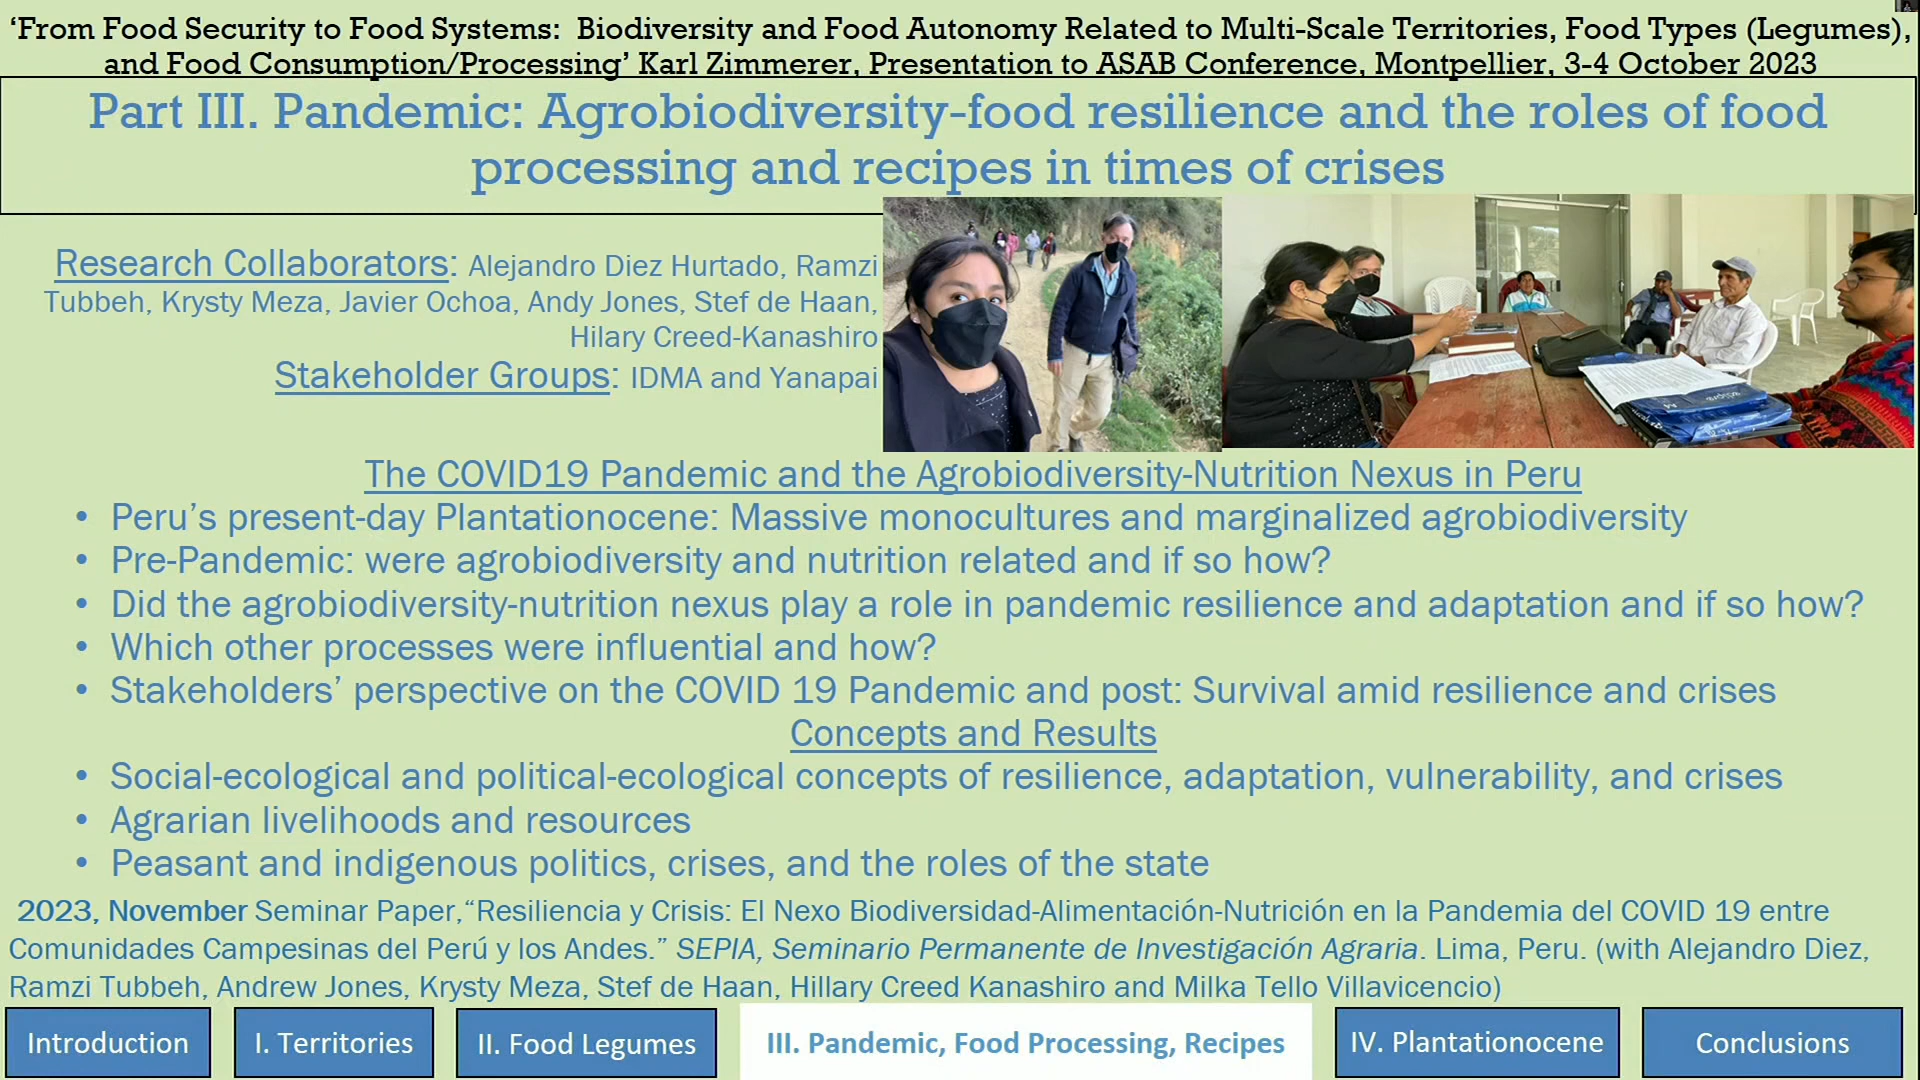 ‘From Food Security to Food Systems:  Biodiversity and Food Autonomy Related to Multi-Scale Territories, Food Types (Legumes),
and Food Consumption/Processing’ Karl Zimmerer, Presentation to ASAB Conference, Montpellier, 3-4 October 2023
Part III. Pandemic: Agrobiodiversity-food resilience and the roles of food
processing and recipes in times of crises
Research Collaborators: Alejandro Diez Hurtado, Ramzi
Tubbeh, Krysty Meza, Javier Ochoa, Andy Jones, Stef de Haan,
Hilary Creed-Kanashiro
Stakeholder Groups: IDMA and Yanapai
The COVID19 Pandemic and the Agrobiodiversity-Nutrition Nexus in Peru
• Peru’s present-day Plantationocene: Massive monocultures and marginalized agrobiodiversity
• Pre-Pandemic: were agrobiodiversity and nutrition related and if so how?
• Did the agrobiodiversity-nutrition nexus play a role in pandemic resilience and adaptation and if so how?
• Which other processes were influential and how?
• Stakeholders’ perspective on the COVID 19 Pandemic and post: Survival amid resilience and crises
Concepts and Results
• Social-ecological and political-ecological concepts of resilience, adaptation, vulnerability, and crises
• Agrarian livelihoods and resources
• Peasant and indigenous politics, crises, and the roles of the state
2023, November Seminar Paper,“Resiliencia y Crisis: El Nexo Biodiversidad-Alimentación-Nutrición en la Pandemia del COVID 19 entre
Comunidades Campesinas del Perú y los Andes.” SEPIA, Seminario Permanente de Investigación Agraria. Lima, Peru. (with Alejandro Diez,
Ramzi Tubbeh, Andrew Jones, Krysty Meza, Stef de Haan, Hillary Creed Kanashiro and Milka Tello Villavicencio)
Introduction
I. Territories
II. Food Legumes
III. Pandemic, Food Processing, Recipes
IV. Plantationocene
Conclusions